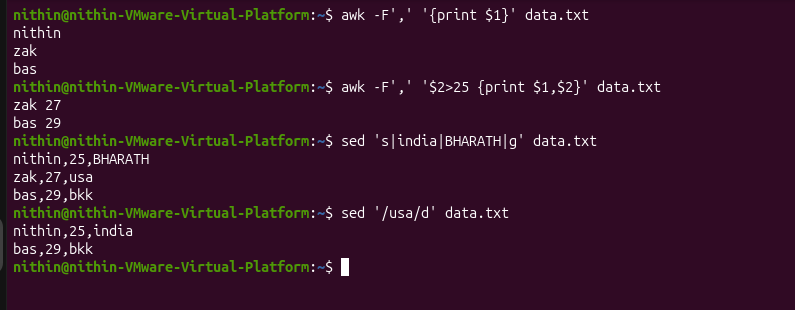 nithin@nithin-VMware-Virtual-Platform:~$ awk -F',' '{print $1}' data.txt
nithin
zak
bas
nithin@nithin-VMware-Virtual-Platform:~$ awk -F',' '$2>25 {print $1,$2}' data.txt
zak 27
bas 29
nithin@nithin-VMware-Virtual-Platform:~$ sed 's|india|BHARATH|g' data.txt
nithin,25,BHARATH
zak,27,usa
bas,29,bkk
nithin@nithin-VMware-Virtual-Platform:~$ sed '/usa/d' data.txt
nithin,25,india
bas,29,bkk
nithin@nithin-VMware-Virtual-Platform:~$